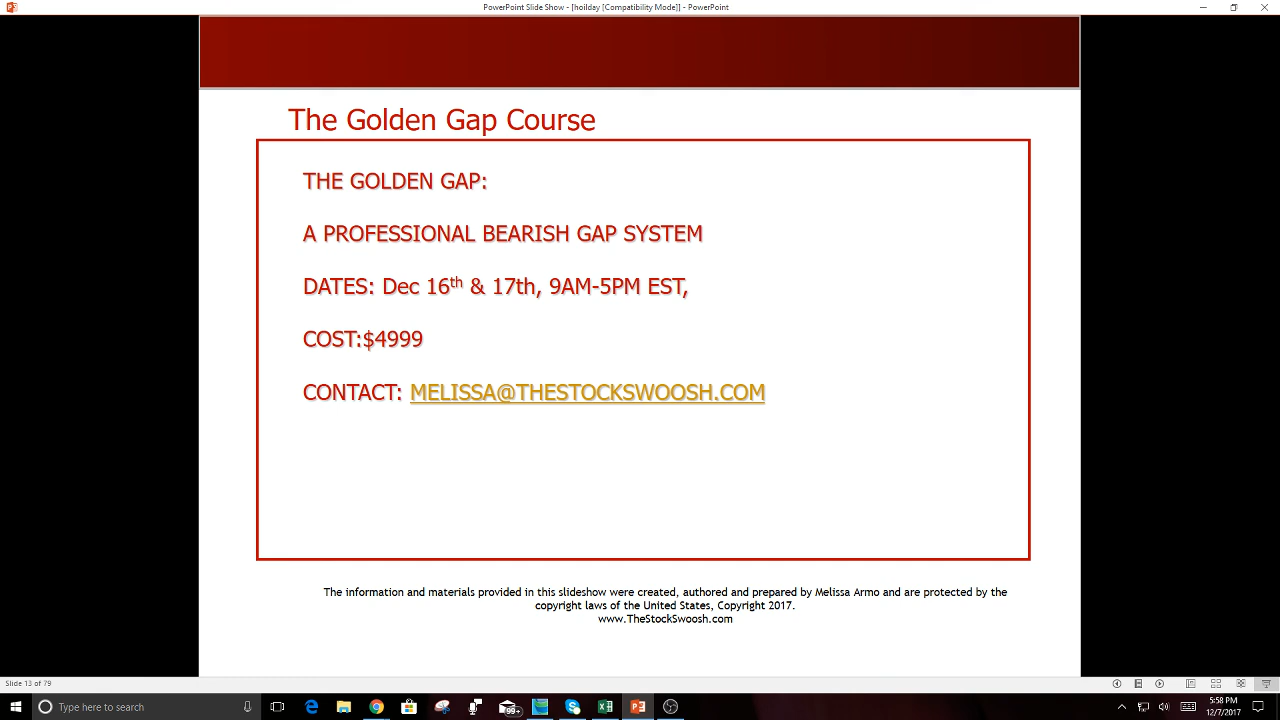 PowerPoint Slide Show - [hoilday [Compatibility Mode]] - PowerPoint
The Golden Gap Course
THE GOLDEN GAP:
A PROFESSIONAL BEARISH GAP SYSTEM
DATES: Dec 16th & 17th, 9AM-5PM EST,
COST:$4999
CONTACT: MELISSA@THESTOCKSWOOSH.COM
The information and materials provided in this slideshow were created, authored and prepared by Melissa Armo and are protected by the
copyright laws of the United States, Copyright 2017.
www.TheStockSwoosh.com
Slide 13 of 79
Type here to search
99+
5:58 PM
12/7/2017